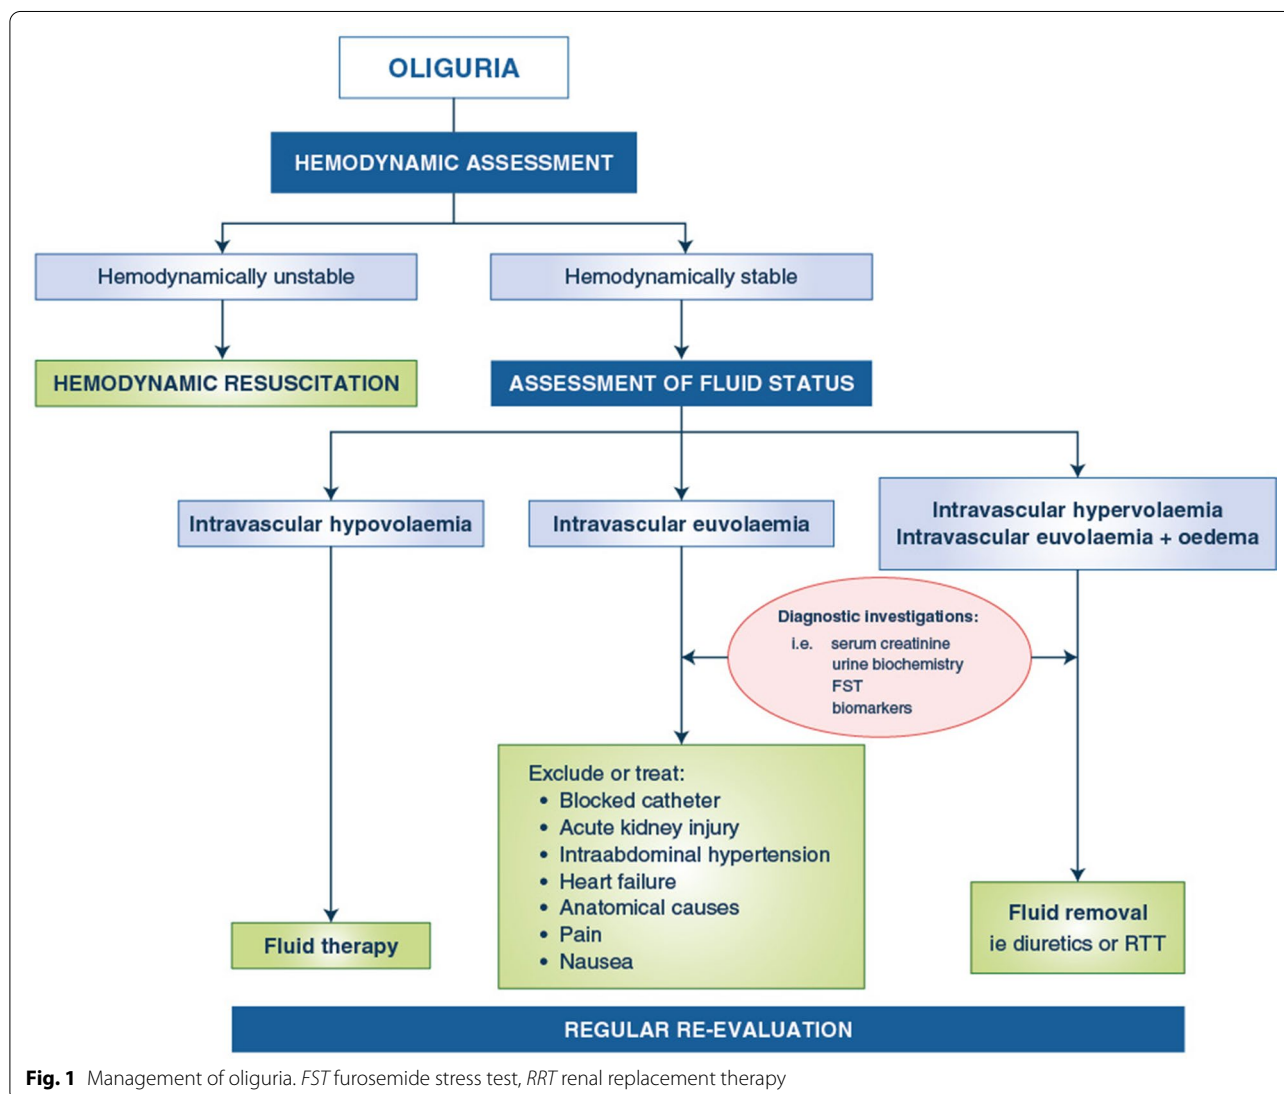 OLIGURIA
HEMODYNAMIC ASSESSMENT
Hemodynamically unstable
Hemodynamically stable
HEMODYNAMIC RESUSCITATION
ASSESSMENT OF FLUID STATUS
Intravascular hypovolaemia
Intravascular euvolaemia
Intravascular hypervolaemia
Intravascular euvolaemia + oedema
Diagnostic investigations:
i.e. serum creatinine
urine biochemistry
FST
biomarkers
Exclude or treat:
• Blocked catheter
• Acute kidney injury
• Intraabdominal hypertension
• Heart failure
• Anatomical causes
• Pain
• Nausea
Fluid therapy
Fluid removal
ie diuretics or RTT
REGULAR RE-EVALUATION
Fig. 1 Management of oliguria. FST furosemide stress test, RRT renal replacement therapy